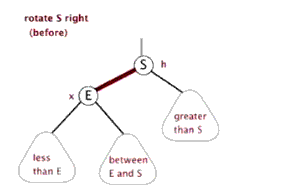 rotate S right
(before)
S h
x E
greater
than S
less
than E
between
E and S